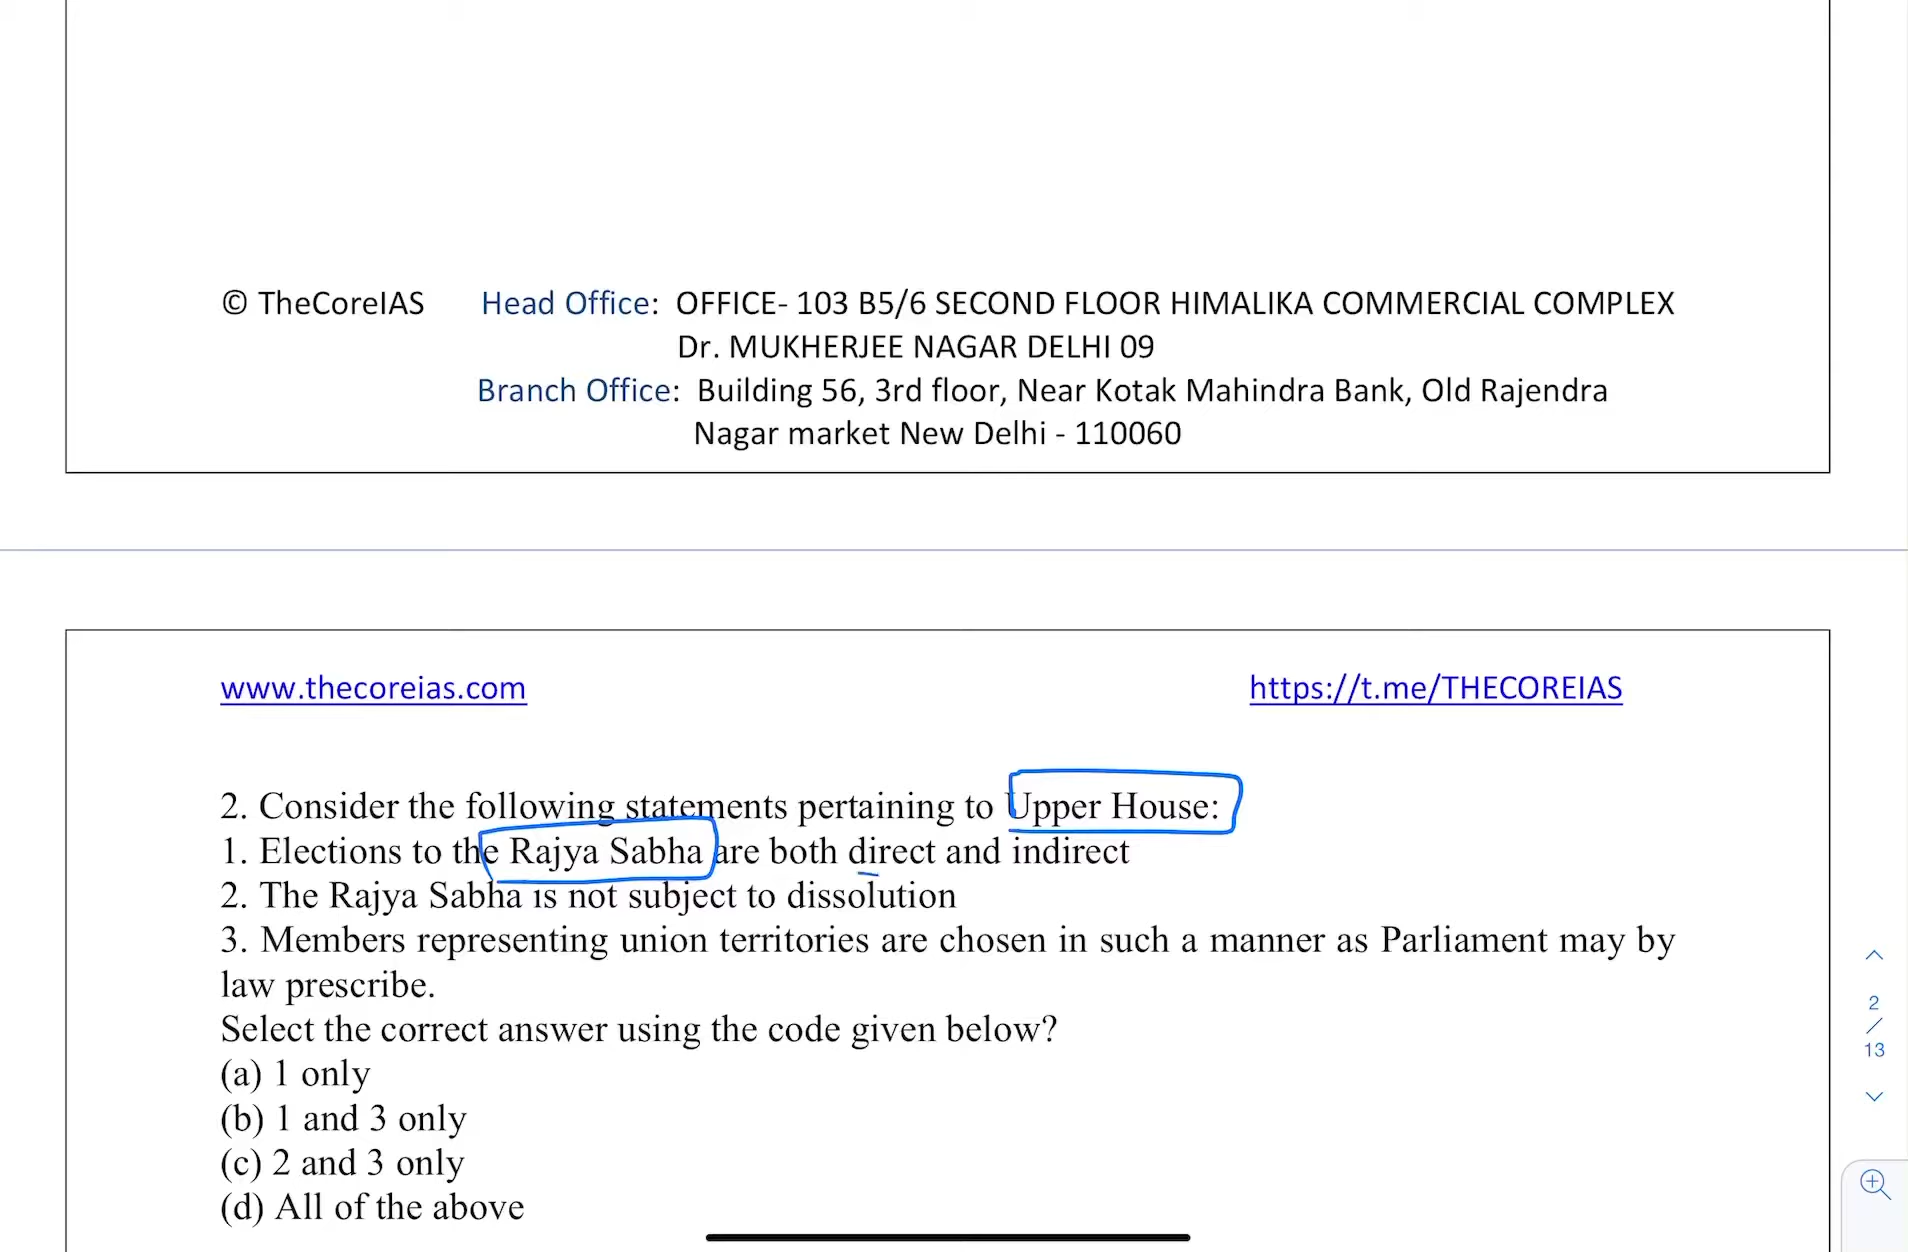 © TheCoreIAS Head Office: OFFICE- 103 B5/6 SECOND FLOOR HIMALIKA COMMERCIAL COMPLEX
Dr. MUKHERJEE NAGAR DELHI 09
Branch Office: Building 56, 3rd floor, Near Kotak Mahindra Bank, Old Rajendra
Nagar market New Delhi - 110060
www.thecoreias.com https://t.me/THECOREIAS
2. Consider the following statements pertaining to Upper House:
1. Elections to the Rajya Sabha are both direct and indirect
2. The Rajya Sabha is not subject to dissolution
3. Members representing union territories are chosen in such a manner as Parliament may by
law prescribe.
Select the correct answer using the code given below?
(a) 1 only
(b) 1 and 3 only
(c) 2 and 3 only
(d) All of the above
2
/
13